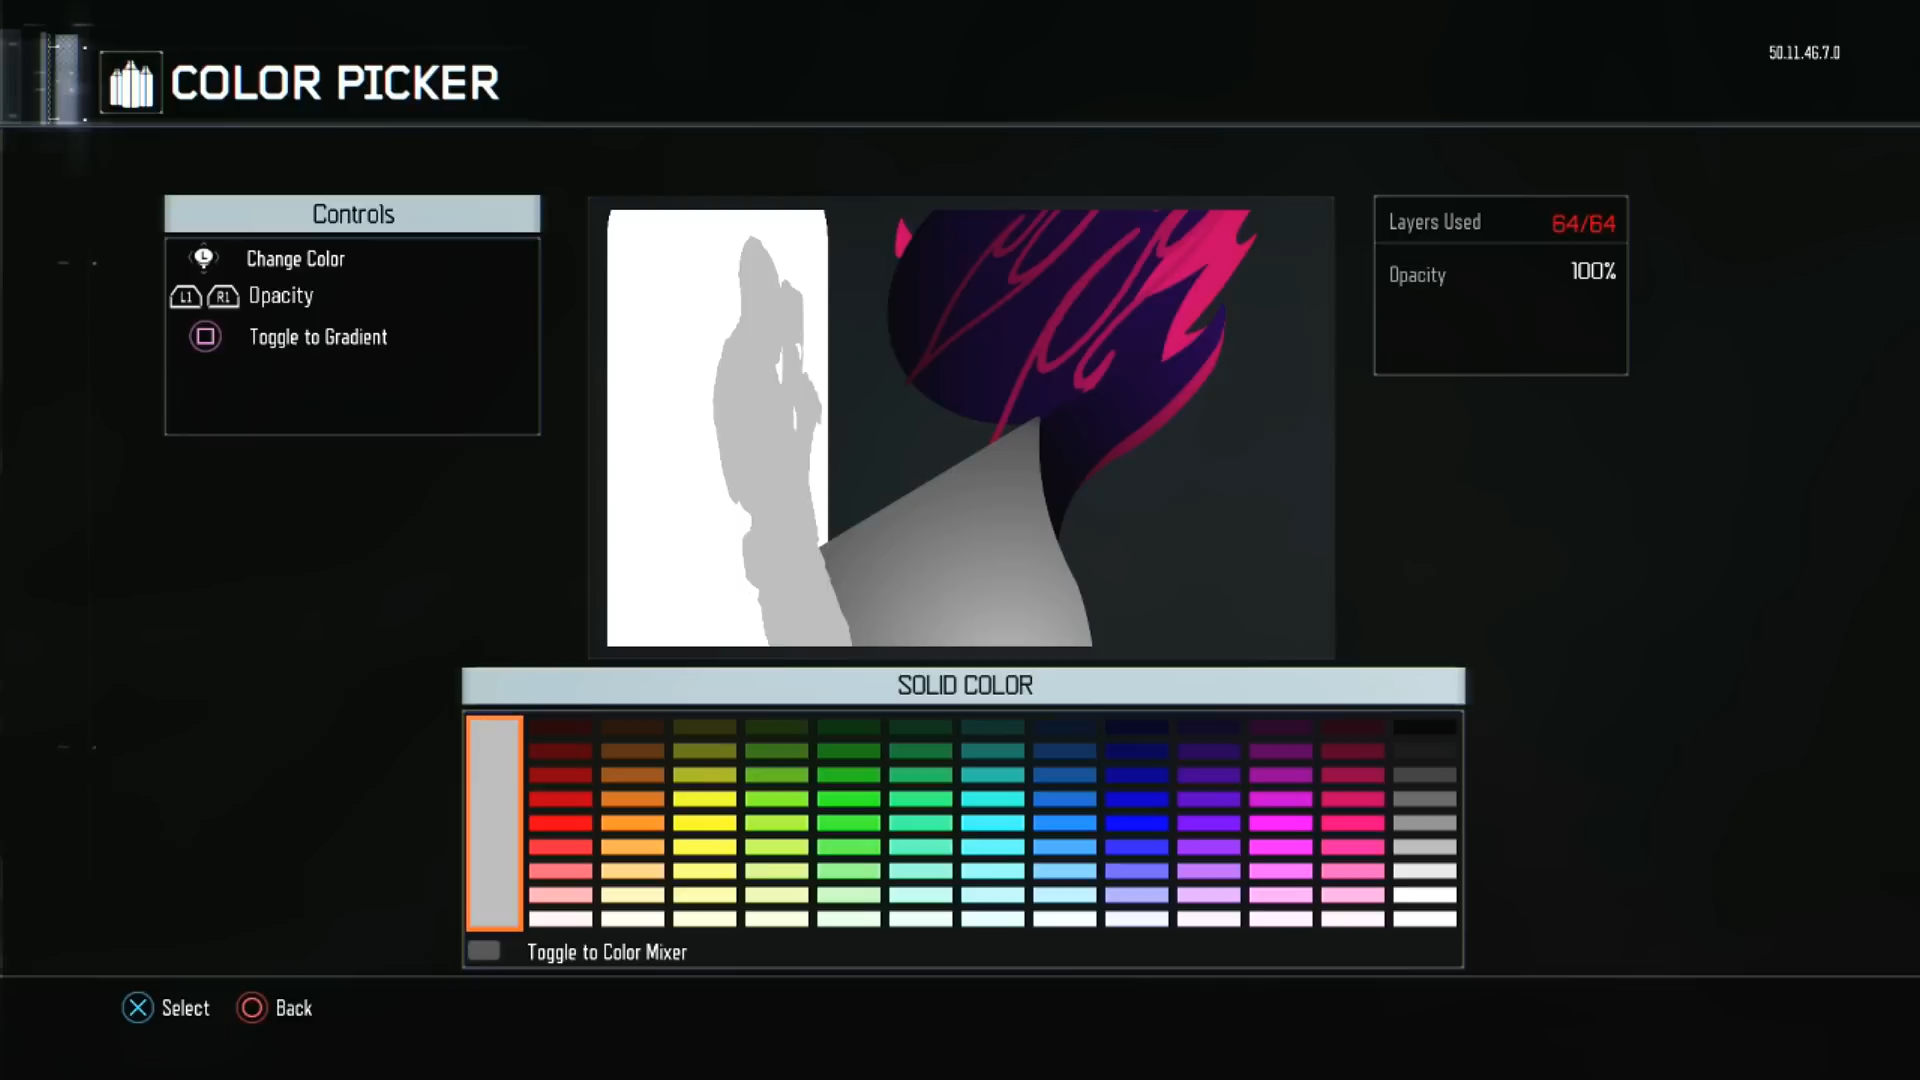 COLOR PICKER
50.11.46.7.0
Controls
L Change Color
L1 R1 Opacity
Toggle to Gradient
Layers Used 64/64
Opacity 100%
SOLID COLOR
Toggle to Color Mixer
Select Back